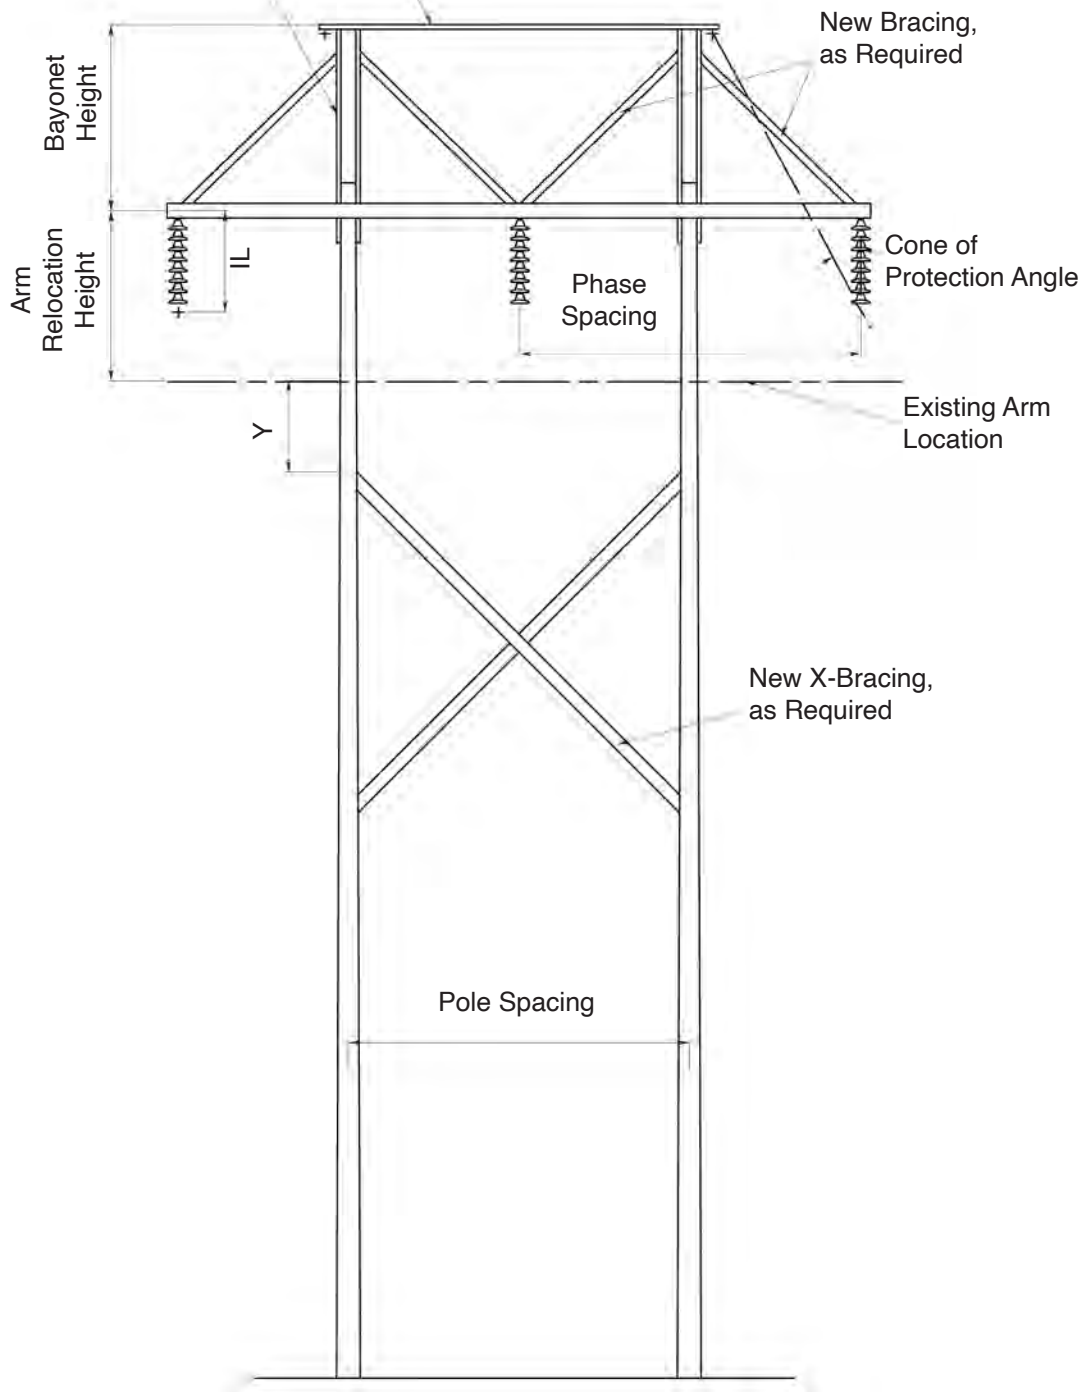 New Bracing,
as Required
Bayonet
Height
Arm
Relocation
Height
IL
Cone of
Protection Angle
Phase
Spacing
Existing Arm
Location
Y
New X-Bracing,
as Required
Pole Spacing